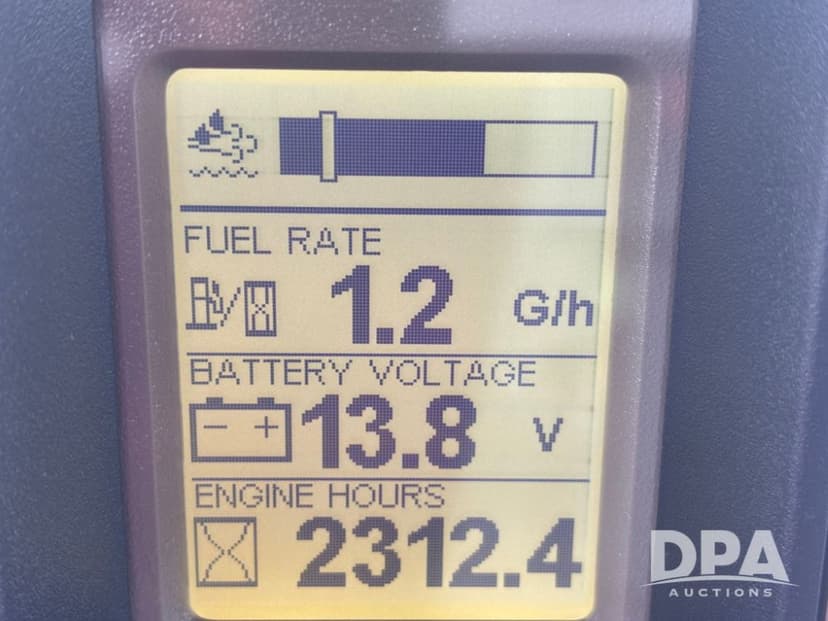 FUEL RATE
1.2 G/h
BATTERY VOLTAGE
- + 13.8 V
ENGINE HOURS
2312.4
DPA
AUCTIONS